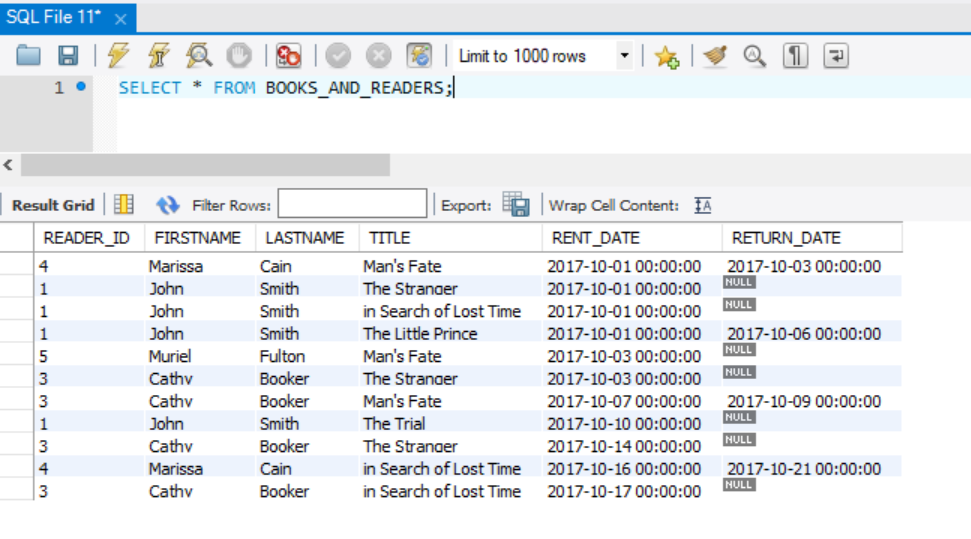 SQL File 11* ×
Limit to 1000 rows
1 SELECT * FROM BOOKS_AND_READERS;
Result Grid Filter Rows: Export: Wrap Cell Content:
READER_ID FIRSTNAME LASTNAME TITLE RENT_DATE RETURN_DATE
4 Marissa Cain Man's Fate 2017-10-01 00:00:00 2017-10-03 00:00:00
1 John Smith The Stranger 2017-10-01 00:00:00 NULL
1 John Smith in Search of Lost Time 2017-10-01 00:00:00 NULL
1 John Smith The Little Prince 2017-10-01 00:00:00 2017-10-06 00:00:00
5 Muriel Fulton Man's Fate 2017-10-03 00:00:00 NULL
3 Cathy Booker The Stranger 2017-10-03 00:00:00 NULL
3 Cathy Booker Man's Fate 2017-10-07 00:00:00 2017-10-09 00:00:00
1 John Smith The Trial 2017-10-10 00:00:00 NULL
3 Cathy Booker The Stranger 2017-10-14 00:00:00 NULL
4 Marissa Cain in Search of Lost Time 2017-10-16 00:00:00 2017-10-21 00:00:00
3 Cathy Booker in Search of Lost Time 2017-10-17 00:00:00 NULL